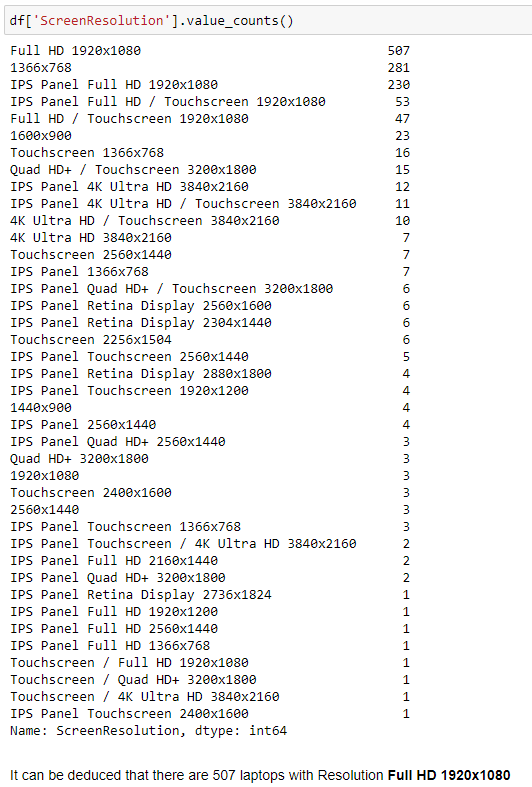 df['ScreenResolution'].value_counts()
Full HD 1920x1080 507
1366x768 281
IPS Panel Full HD 1920x1080 230
IPS Panel Full HD / Touchscreen 1920x1080 53
Full HD / Touchscreen 1920x1080 47
1600x900 23
Touchscreen 1366x768 16
Quad HD+ / Touchscreen 3200x1800 15
IPS Panel 4K Ultra HD 3840x2160 12
IPS Panel 4K Ultra HD / Touchscreen 3840x2160 11
4K Ultra HD / Touchscreen 3840x2160 10
4K Ultra HD 3840x2160 7
Touchscreen 2560x1440 7
IPS Panel 1366x768 7
IPS Panel Quad HD+ / Touchscreen 3200x1800 6
IPS Panel Retina Display 2560x1600 6
IPS Panel Retina Display 2304x1440 6
Touchscreen 2256x1504 6
IPS Panel Touchscreen 2560x1440 5
IPS Panel Retina Display 2880x1800 4
IPS Panel Touchscreen 1920x1200 4
1440x900 4
IPS Panel 2560x1440 4
IPS Panel Quad HD+ 2560x1440 3
Quad HD+ 3200x1800 3
1920x1080 3
Touchscreen 2400x1600 3
2560x1440 3
IPS Panel Touchscreen 1366x768 3
IPS Panel Touchscreen / 4K Ultra HD 3840x2160 2
IPS Panel Full HD 2160x1440 2
IPS Panel Quad HD+ 3200x1800 2
IPS Panel Retina Display 2736x1824 1
IPS Panel Full HD 1920x1200 1
IPS Panel Full HD 2560x1440 1
IPS Panel Full HD 1366x768 1
Touchscreen / Full HD 1920x1080 1
Touchscreen / Quad HD+ 3200x1800 1
Touchscreen / 4K Ultra HD 3840x2160 1
IPS Panel Touchscreen 2400x1600 1
Name: ScreenResolution, dtype: int64
It can be deduced that there are 507 laptops with Resolution Full HD 1920x1080